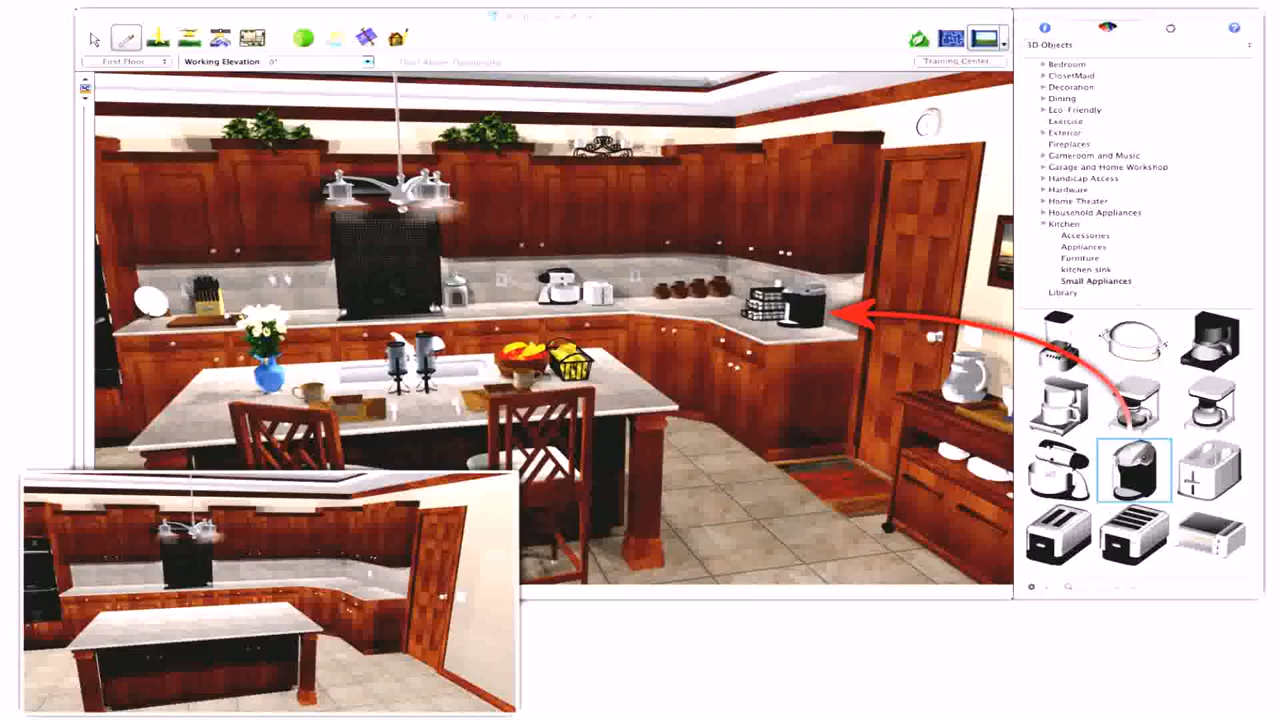 First Floor
Working Elevation: 0"
Training Center
3D Objects
Bedroom
ClosetMaid
Decoration
Dining
Eco-Friendly
Exercise
Exterior
Fireplaces
Gameroom and Music
Garage and Home Workshop
Handicap Access
Hardware
Home Theater
Household Appliances
Kitchen
Accessories
Appliances
Furniture
kitchen sink
Small Appliances
Library